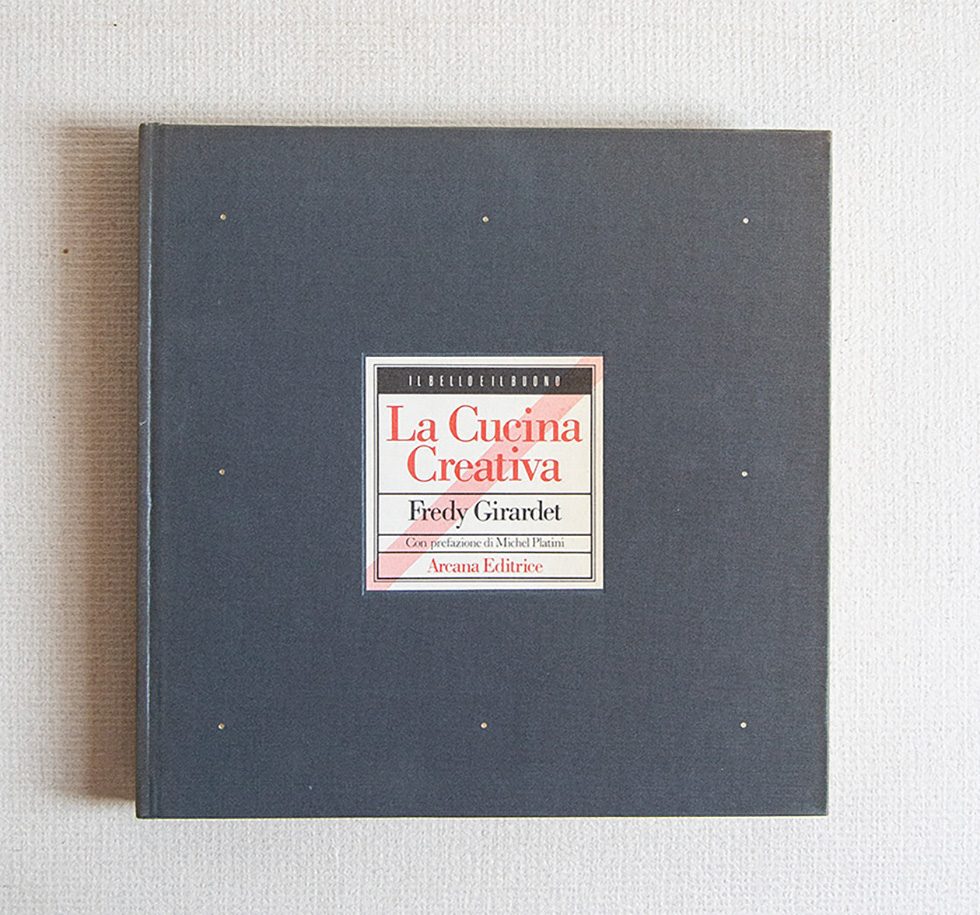 IL BELLO E IL BUONO
La Cucina
Creativa
Fredy Girardet
Con prefazione di Michel Platini
Arcana Editrice